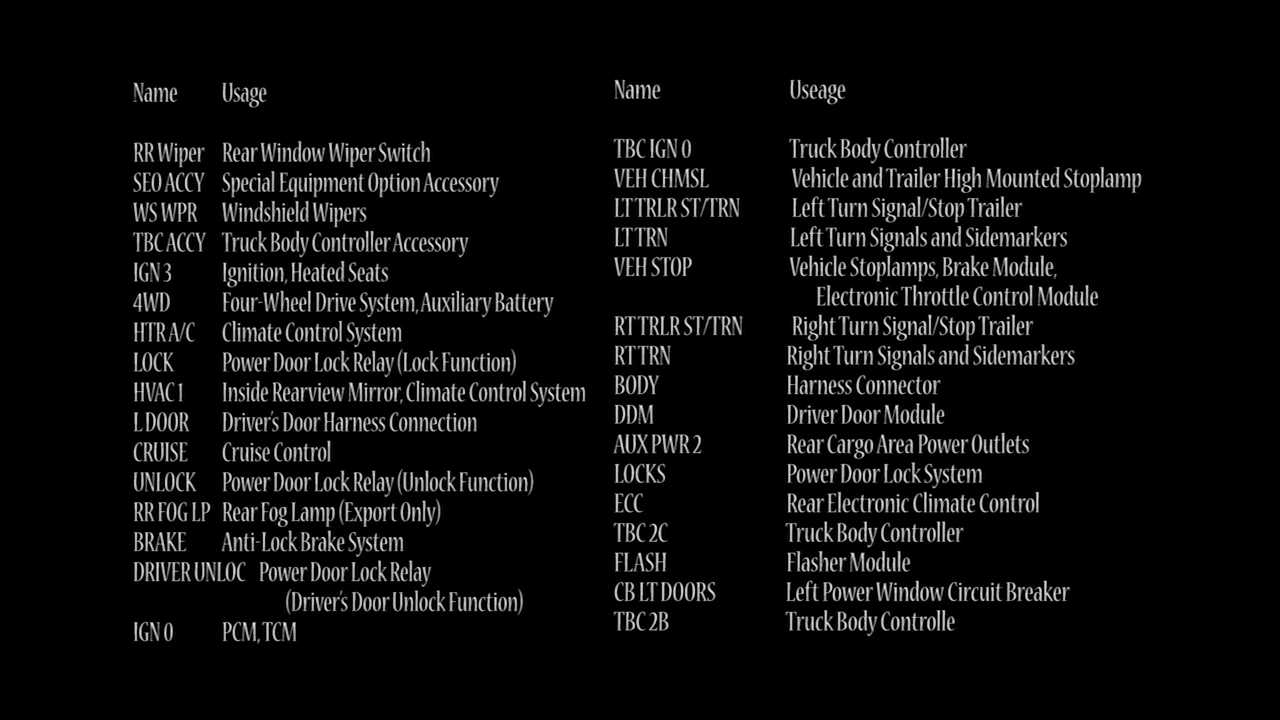 Name Usage
RR Wiper Rear Window Wiper Switch
SEO ACCY Special Equipment Option Accessory
WS WPR Windshield Wipers
TBC ACCY Truck Body Controller Accessory
IGN 3 Ignition, Heated Seats
4WD Four-Wheel Drive System, Auxiliary Battery
HTR A/C Climate Control System
LOCK Power Door Lock Relay (Lock Function)
HVAC 1 Inside Rearview Mirror, Climate Control System
L DOOR Driver's Door Harness Connection
CRUISE Cruise Control
UNLOCK Power Door Lock Relay (Unlock Function)
RR FOG LP Rear Fog Lamp (Export Only)
BRAKE Anti-Lock Brake System
DRIVER UNLOC Power Door Lock Relay
(Driver's Door Unlock Function)
IGN 0 PCM, TCM
Name Useage
TBC IGN 0 Truck Body Controller
VEH CHMSL Vehicle and Trailer High Mounted Stoplamp
LT TRLR ST/TRN Left Turn Signal/Stop Trailer
LT TRN Left Turn Signals and Sidemarkers
VEH STOP Vehicle Stoplamps, Brake Module,
Electronic Throttle Control Module
RT TRLR ST/TRN Right Turn Signal/Stop Trailer
RT TRN Right Turn Signals and Sidemarkers
BODY Harness Connector
DDM Driver Door Module
AUX PWR 2 Rear Cargo Area Power Outlets
LOCKS Power Door Lock System
ECC Rear Electronic Climate Control
TBC 2C Truck Body Controller
FLASH Flasher Module
CB LT DOORS Left Power Window Circuit Breaker
TBC 2B Truck Body Controlle